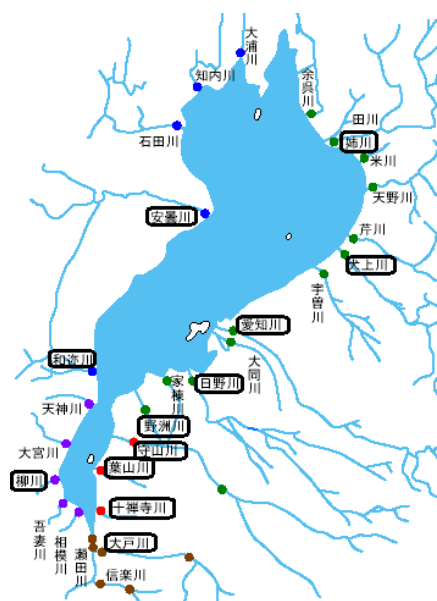 大浦川
知内川
余呉川
田川
石田川
姉川
米川
天野川
安曇川
芹川
犬上川
宇曽川
愛知川
和弥川
大同川
家棟川
日野川
天神川
野洲川
大宮川
守山川
葉山川
柳川
十禅寺川
吾妻川
相模川
瀬田川
大戸川
信楽川